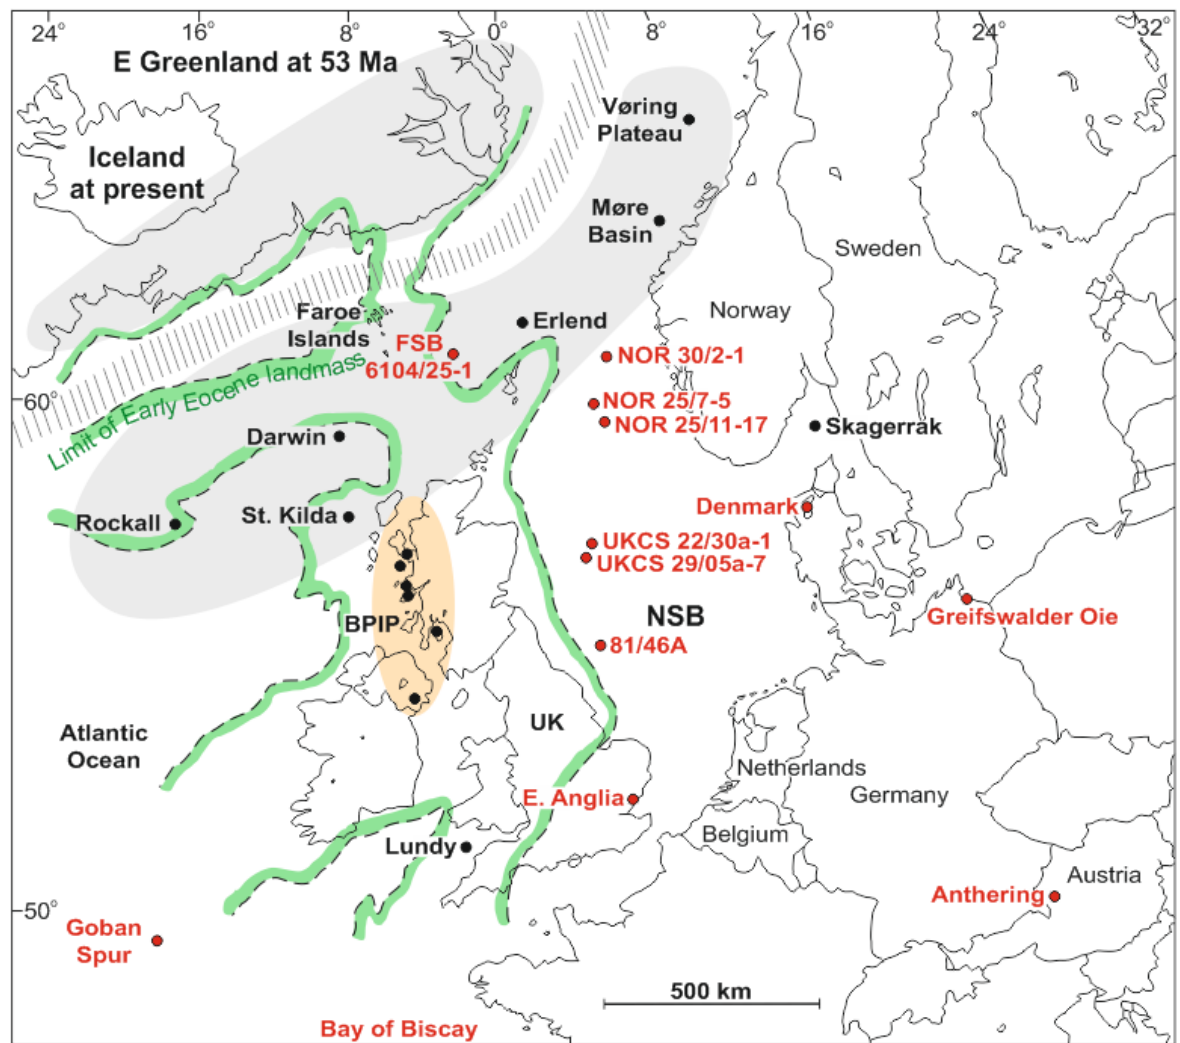 24° 16° 8° 0° 8° 16° 24° 32°
E Greenland at 53 Ma
Iceland
at present
Vøring
Plateau
Møre
Basin
Sweden
Norway
Faroe
Islands
Erlend
FSB
6104/25-1
NOR 30/2-1
NOR 25/7-5
NOR 25/11-17
60°
Limit of Early Eocene landmass
Darwin
Skagerrak
Rockall
St. Kilda
Denmark
UKCS 22/30a-1
UKCS 29/05a-7
BPIP
NSB
Greifswalder Oie
81/46A
Atlantic
Ocean
UK
Netherlands
Germany
E. Anglia
Belgium
Lundy
Austria
Anthering
50°
Goban
Spur
500 km
Bay of Biscay